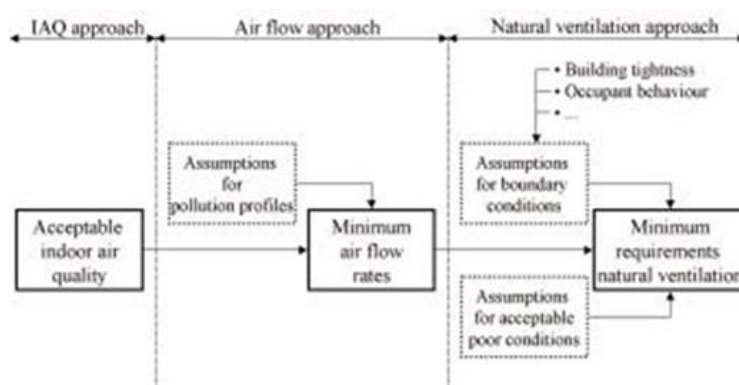 IAQ approach
Air flow approach
Natural ventilation approach
• Building tightness
• Occupant behaviour
• ...
Assumptions
for
pollution profiles
Assumptions
for boundary
conditions
Acceptable
indoor air
quality
Minimum
air flow
rates
Minimum
requirements
natural ventilation
Assumptions
for acceptable
poor conditions